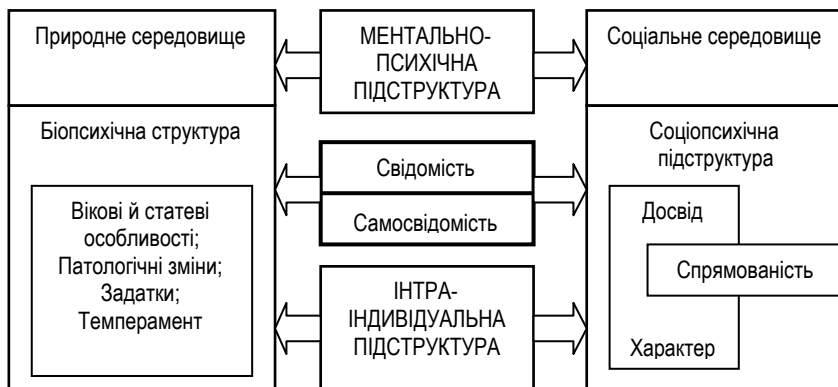 Природне середовище
Біопсихічна структура
Вікові й статеві
особливості;
Патологічні зміни;
Задатки;
Темперамент
МЕНТАЛЬНО-
ПСИХІЧНА
ПІДСТРУКТУРА
Свідомість
Самосвідомість
ІНТРА-
ІНДИВІДУАЛЬНА
ПІДСТРУКТУРА
Соціальне середовище
Соціопсихічна
підструктура
Досвід
Спрямованість
Характер